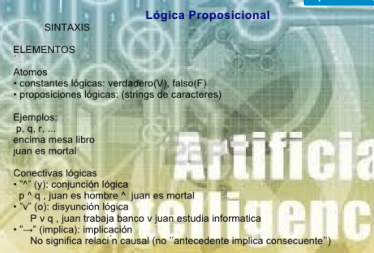 Lógica Proposicional
SINTAXIS
ELEMENTOS
Atomos
• constantes lógicas: verdadero(V), falso(F)
• proposiciones lógicas: (strings de caracteres)
Ejemplos:
p, q, r, ...
encima mesa libro
juan es mortal
Conectivas lógicas
• "^" (y): conjunción lógica
p ^ q , juan es hombre ^ juan es mortal
• "v" (o): disyunción lógica
P v q , juan trabaja banco v juan estudia informatica
• "→" (implica): implicación
No significa relaci n causal (no "antecedente implica consecuente")
Artificia
telligenc